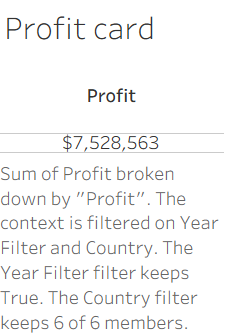 Profit card
Profit
$7,528,563
Sum of Profit broken
down by "Profit". The
context is filtered on Year
Filter and Country. The
Year Filter filter keeps
True. The Country filter
keeps 6 of 6 members.